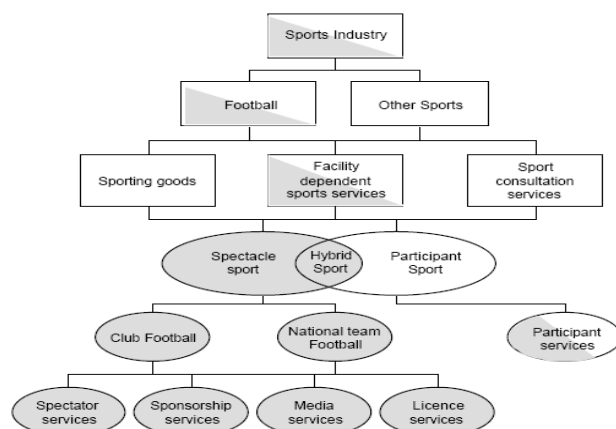 Sports Industry
Football
Other Sports
Sporting goods
Facility
dependent
sports services
Sport
consultation
services
Spectacle
sport
Hybrid
Sport
Participant
Sport
Club Football
National team
Football
Participant
services
Spectator
services
Sponsorship
services
Media
services
Licence
services